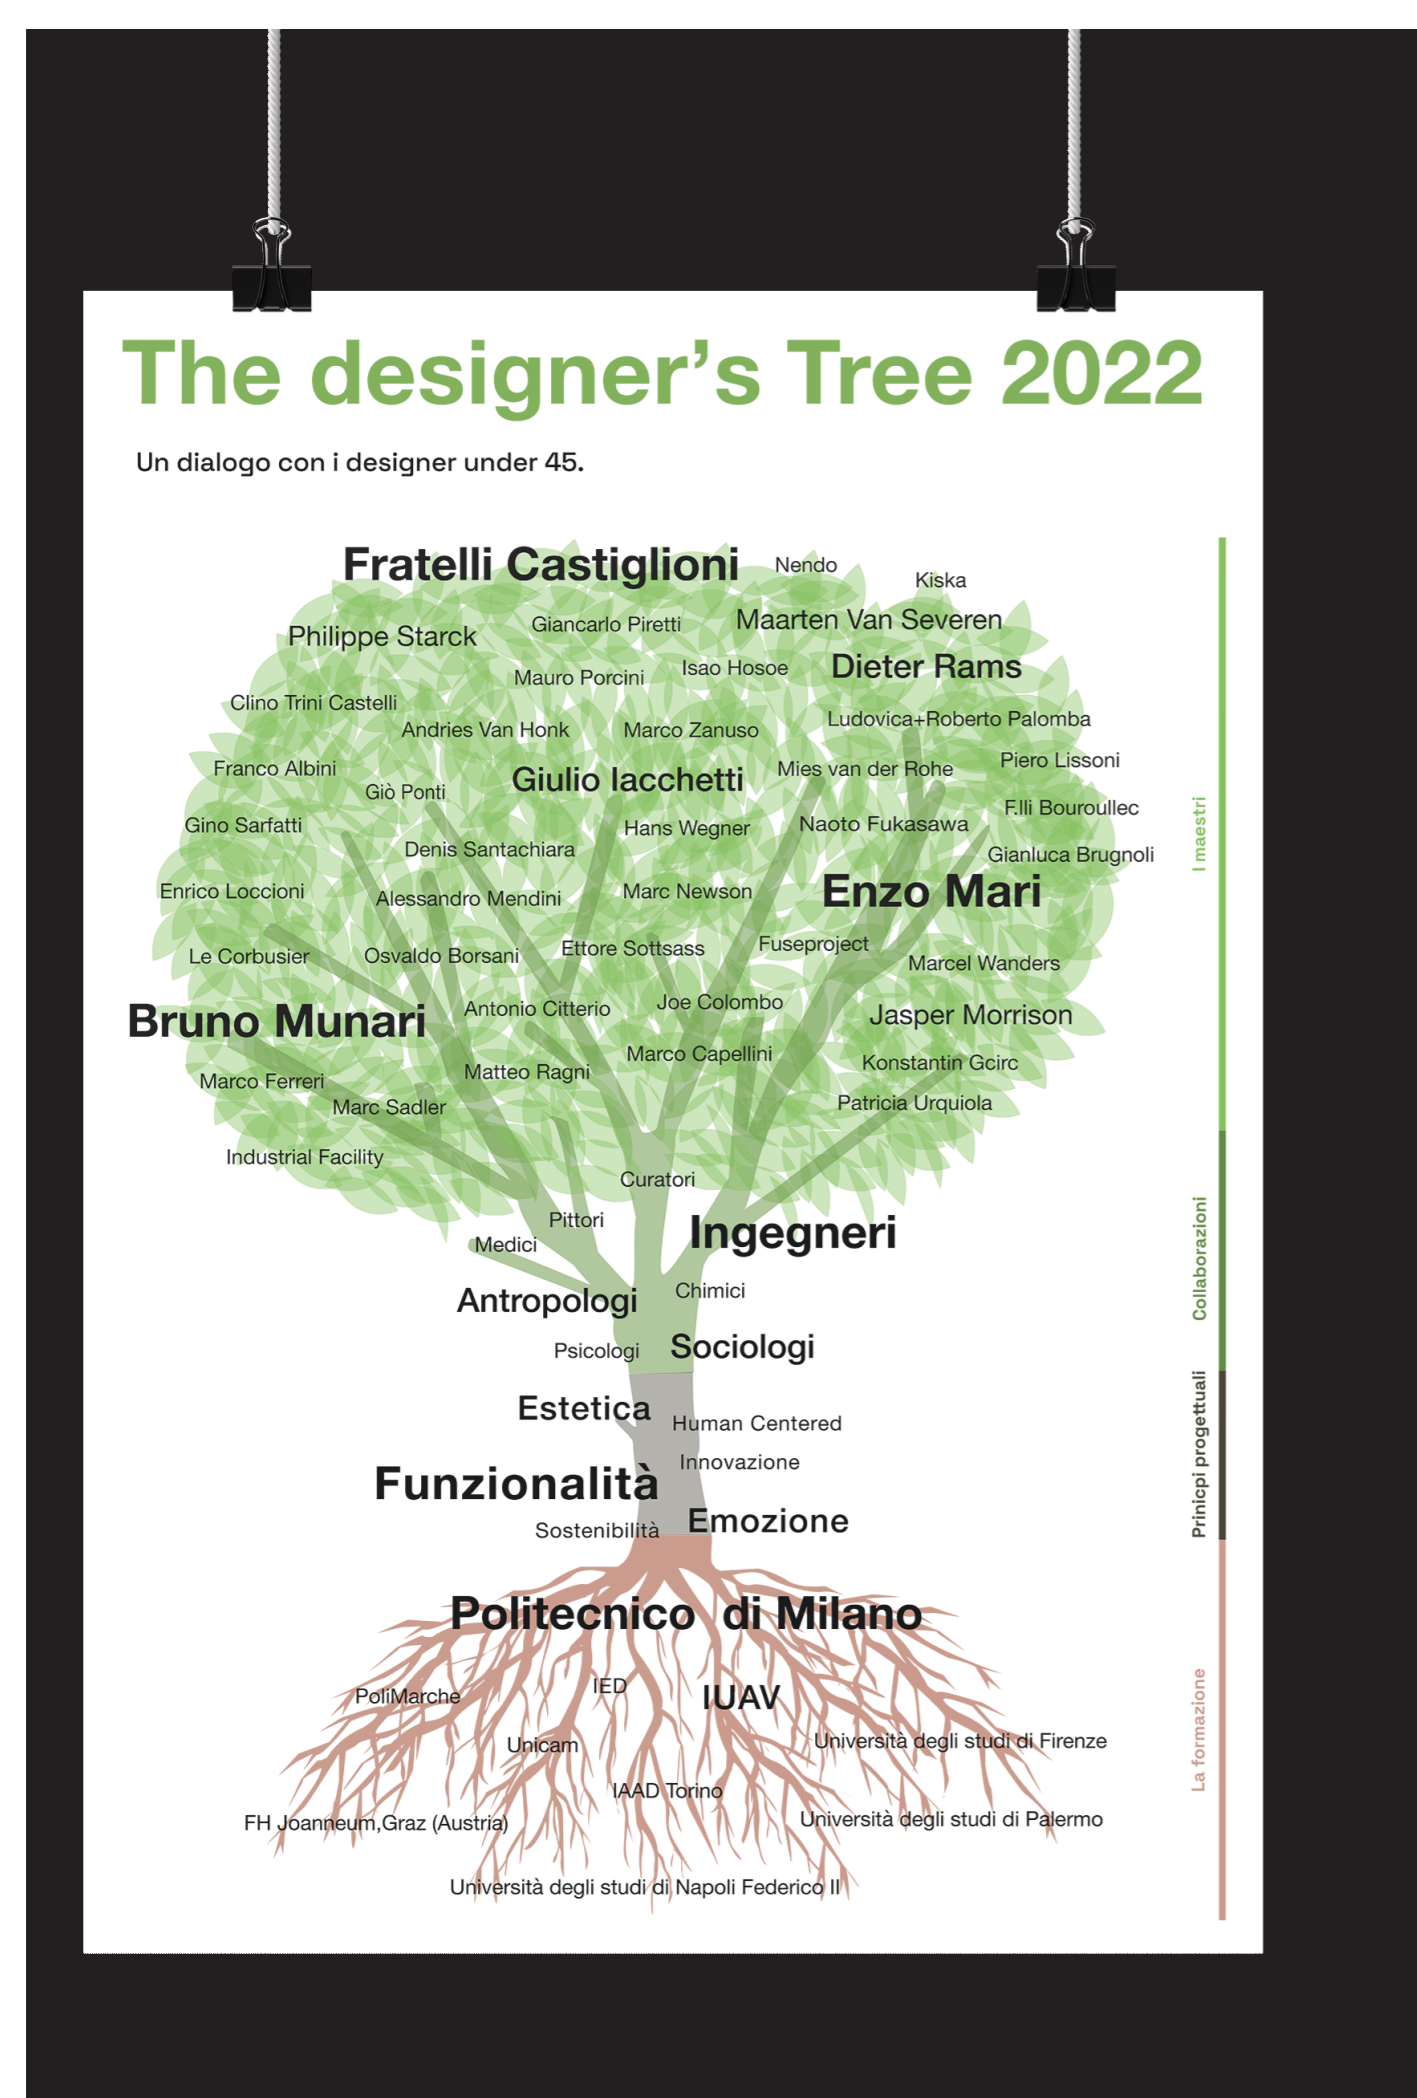 The designer’s Tree 2022
Un dialogo con i designer under 45.
Fratelli Castiglioni
Nendo
Kiska
Philippe Starck
Giancarlo Piretti
Maarten Van Severen
Mauro Porcini
Isao Hosoe
Dieter Rams
Clino Trini Castelli
Andries Van Honk
Marco Zanuso
Ludovica+Roberto Palomba
Franco Albini
Giò Ponti
Giulio Iacchetti
Mies van der Rohe
Piero Lissoni
Gino Sarfatti
Denis Santachiara
Hans Wegner
Naoto Fukasawa
F.lli Bouroullec
Gianluca Brugnoli
Enrico Loccioni
Alessandro Mendini
Marc Newson
Enzo Mari
Le Corbusier
Osvaldo Borsani
Ettore Sottsass
Fuseproject
Marcel Wanders
Bruno Munari
Antonio Citterio
Joe Colombo
Jasper Morrison
Marco Ferreri
Matteo Ragni
Marco Capellini
Konstantin Gcirc
Marc Sadler
Patricia Urquiola
Industrial Facility
I maestri
Curatori
Pittori
Medici
Ingegneri
Antropologi
Chimici
Psicologi
Sociologi
Collaborazioni
Estetica
Human Centered
Innovazione
Funzionalità
Sostenibilità
Emozione
Prinicpi progettuali
Politecnico di Milano
PoliMarche
IED
IUAV
Unicam
Università degli studi di Firenze
IAAD Torino
FH Joanneum,Graz (Austria)
Università degli studi di Palermo
Università degli studi di Napoli Federico II
La formazione